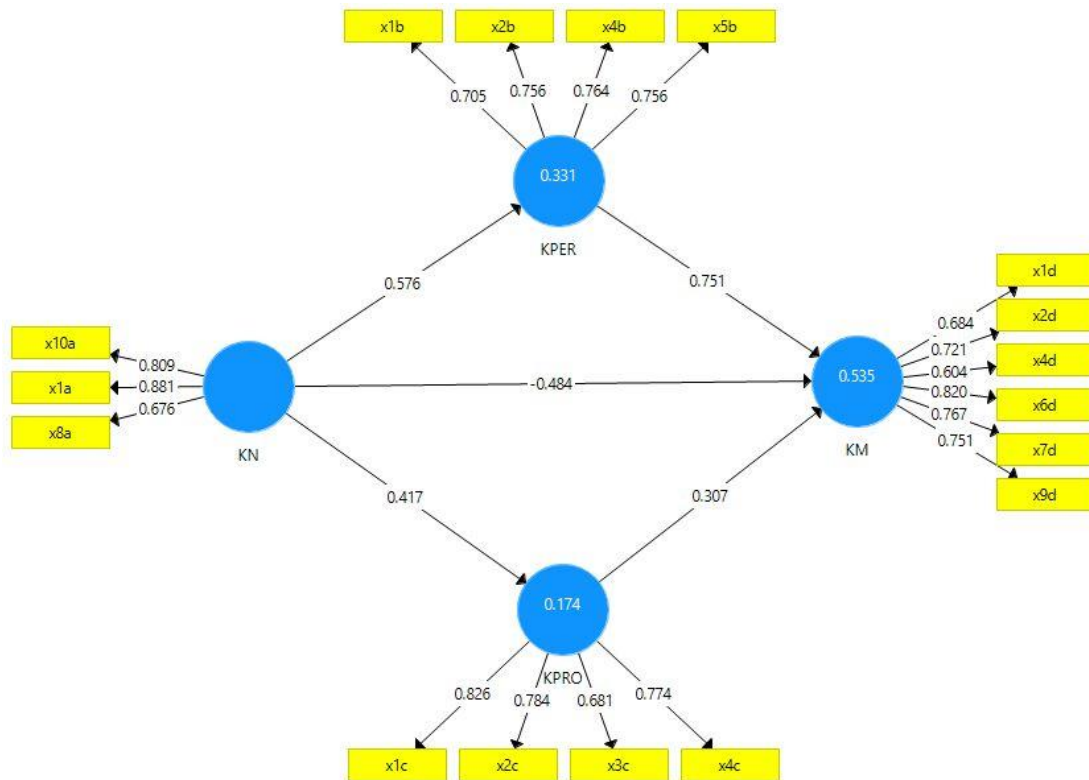 x1b x2b x4b x5b
0.705 0.756 0.764 0.756
0.331
KPER
0.576
0.751
x10a
x1a
x8a
0.809
0.881
0.676
KN
-0.484
0.535
KM
x1d
x2d
x4d
x6d
x7d
x9d
0.684
0.721
0.604
0.820
0.767
0.751
0.417
0.307
0.174
KPRO
0.826 0.784 0.681 0.774
x1c x2c x3c x4c